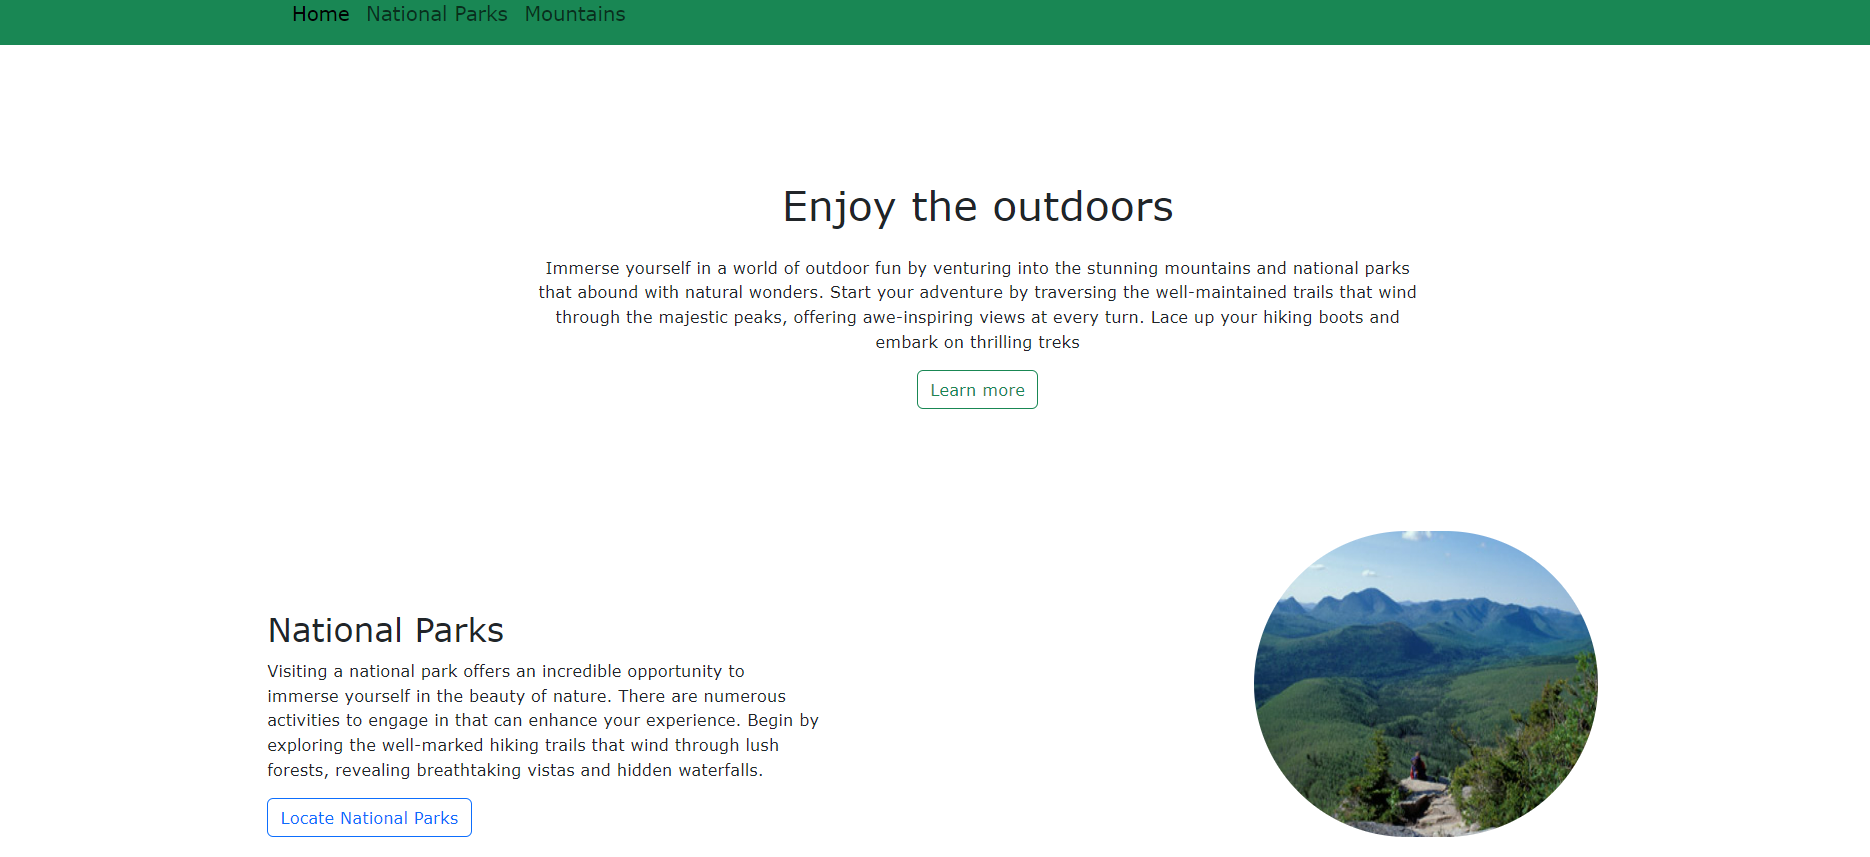 Home National Parks Mountains
Enjoy the outdoors
Immerse yourself in a world of outdoor fun by venturing into the stunning mountains and national parks
that abound with natural wonders. Start your adventure by traversing the well-maintained trails that wind
through the majestic peaks, offering awe-inspiring views at every turn. Lace up your hiking boots and
embark on thrilling treks
Learn more
National Parks
Visiting a national park offers an incredible opportunity to
immerse yourself in the beauty of nature. There are numerous
activities to engage in that can enhance your experience. Begin by
exploring the well-marked hiking trails that wind through lush
forests, revealing breathtaking vistas and hidden waterfalls.
Locate National Parks